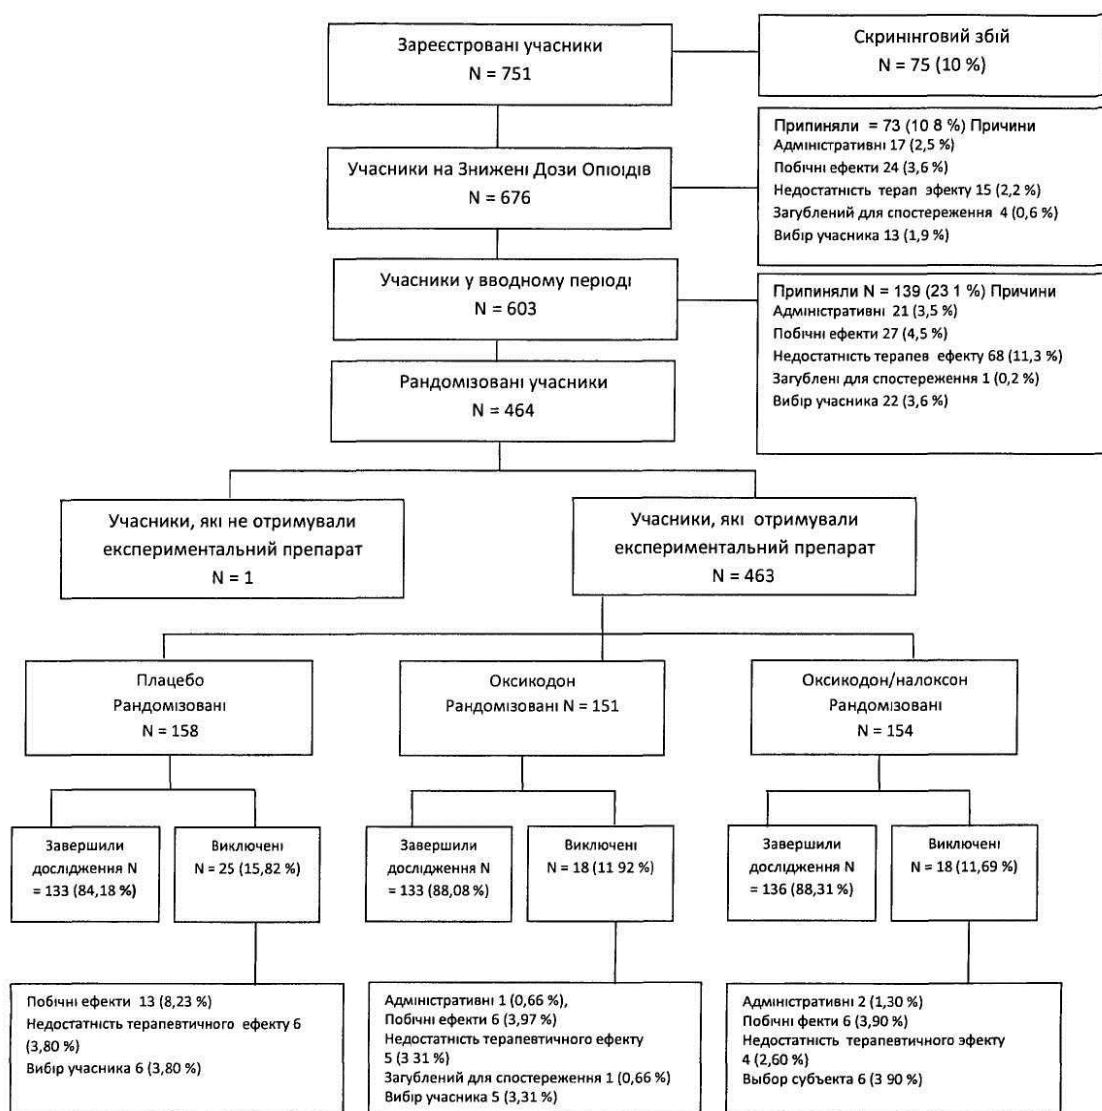 Зареєстровані учасники
N = 751
Скринінговий збій
N = 75 (10 %)
Припиняли = 73 (10 8 %) Причини
Адміністративні 17 (2,5 %)
Побічні ефекти 24 (3,6 %)
Недостатність терап эфекту 15 (2,2 %)
Загублений для спостереження 4 (0,6 %)
Вибір учасника 13 (1,9 %)
Учасники на Знижені Дози Опіоідів
N = 676
Учасники у вводному періоді
N = 603
Припиняли N = 139 (23 1 %) Причини
Адміністративні 21 (3,5 %)
Побічні ефекти 27 (4,5 %)
Недостатність терапев ефекту 68 (11,3 %)
Загублені для спостереження 1 (0,2 %)
Вибір учасника 22 (3,6 %)
Рандомізовані учасники
N = 464
Учасники, які не отримували
експериментальний препарат
N = 1
Учасники, які отримували
експериментальний препарат
N = 463
Плацебо
Рандомізовані
N = 158
Оксикодон
Рандомізовані N = 151
Оксикодон/налоксон
Рандомізовані
N = 154
Завершили
дослідження N
= 133 (84,18 %)
Виключені
N = 25 (15,82 %)
Завершили
дослідження N
= 133 (88,08 %)
Виключені
N = 18 (11 92 %)
Завершили
дослідження N
= 136 (88,31 %)
Виключені
N = 18 (11,69 %)
Побічні ефекти 13 (8,23 %)
Недостатність терапевтичного ефекту 6
(3,80 %)
Вибір учасника 6 (3,80 %)
Адміністративні 1 (0,66 %),
Побічні ефекти 6 (3,97 %)
Недостатність терапевтичного ефекту
5 (3 31 %)
Загублений для спостереження 1 (0,66 %)
Вибір учасника 5 (3,31 %)
Адміністративні 2 (1,30 %)
Побічні фекти 6 (3,90 %)
Недостатність терапевтичного эфекту
4 (2,60 %)
Выбор субъекта 6 (3 90 %)